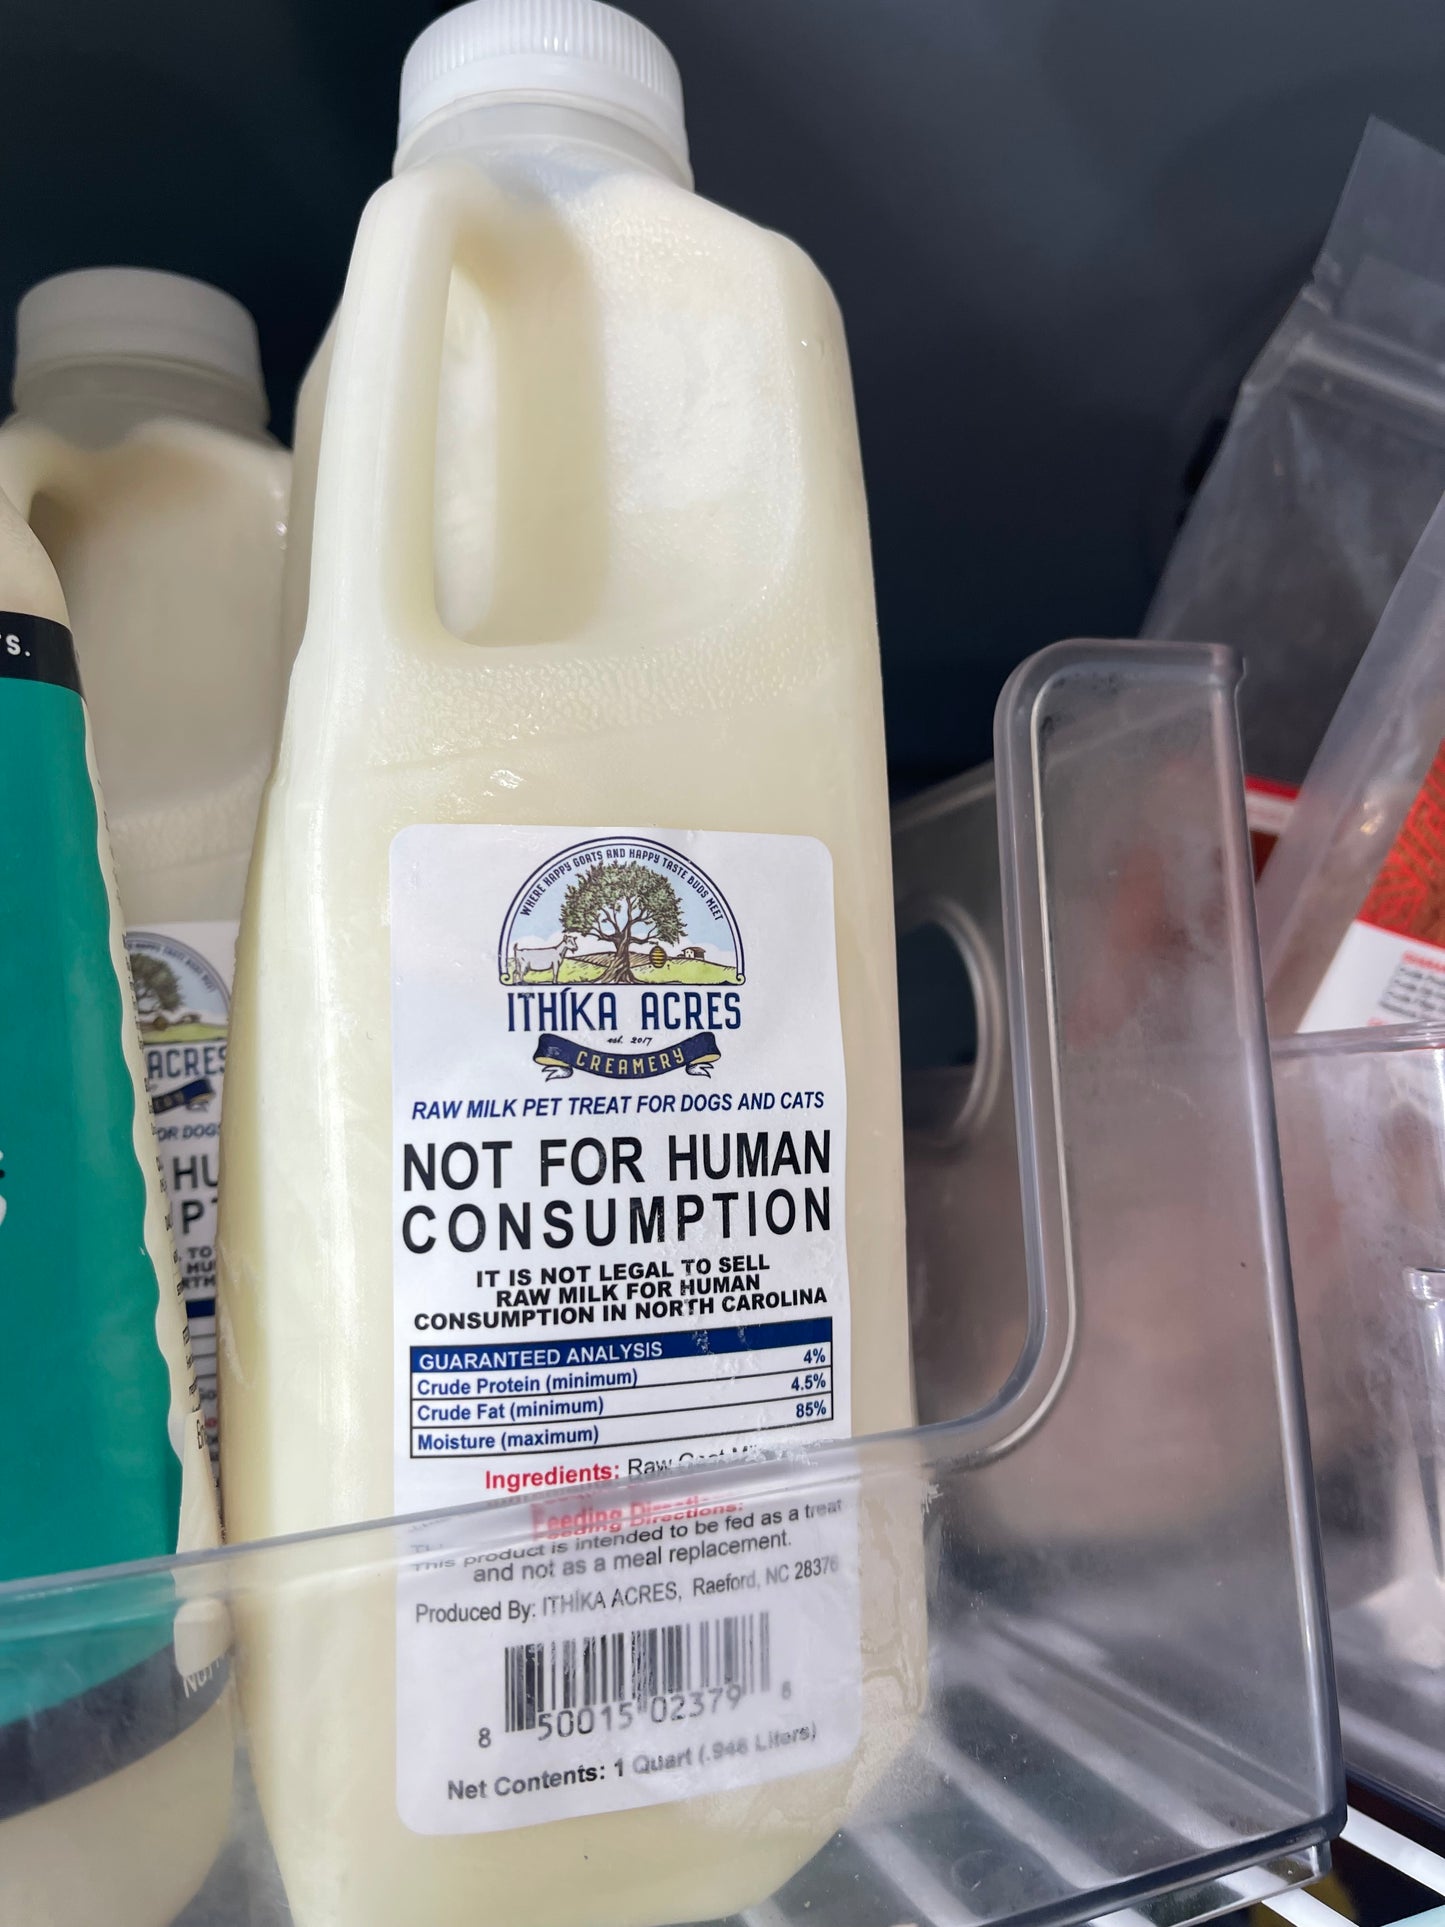 WHERE HAPPY GOATS AND HAPPY TASTE BUDS MEET
ITHÍKA ACRES
est. 2017
CREAMERY
RAW MILK PET TREAT FOR DOGS AND CATS
NOT FOR HUMAN
CONSUMPTION
IT IS NOT LEGAL TO SELL
RAW MILK FOR HUMAN
CONSUMPTION IN NORTH CAROLINA
GUARANTEED ANALYSIS
Crude Protein (minimum) 4%
Crude Fat (minimum) 4.5%
Moisture (maximum) 85%
Ingredients: Raw Goat
Feeding Directions:
This product is intended to be fed as a treat
and not as a meal replacement.
Produced By: ITHÍKA ACRES, Raeford, NC 28376
8 50015 02379 8
Net Contents: 1 Quart (.946 Liters)
ACRES